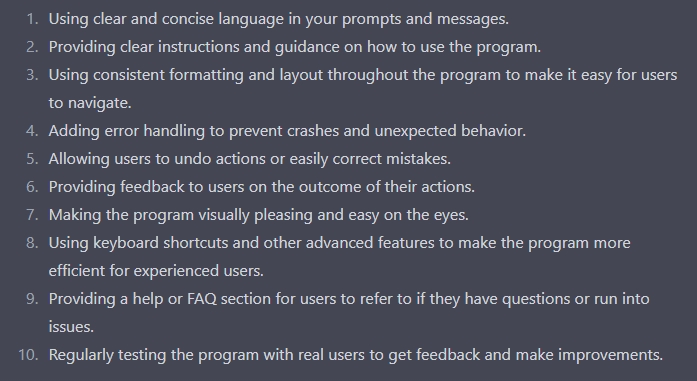 1. Using clear and concise language in your prompts and messages.
2. Providing clear instructions and guidance on how to use the program.
3. Using consistent formatting and layout throughout the program to make it easy for users
to navigate.
4. Adding error handling to prevent crashes and unexpected behavior.
5. Allowing users to undo actions or easily correct mistakes.
6. Providing feedback to users on the outcome of their actions.
7. Making the program visually pleasing and easy on the eyes.
8. Using keyboard shortcuts and other advanced features to make the program more
efficient for experienced users.
9. Providing a help or FAQ section for users to refer to if they have questions or run into
issues.
10. Regularly testing the program with real users to get feedback and make improvements.